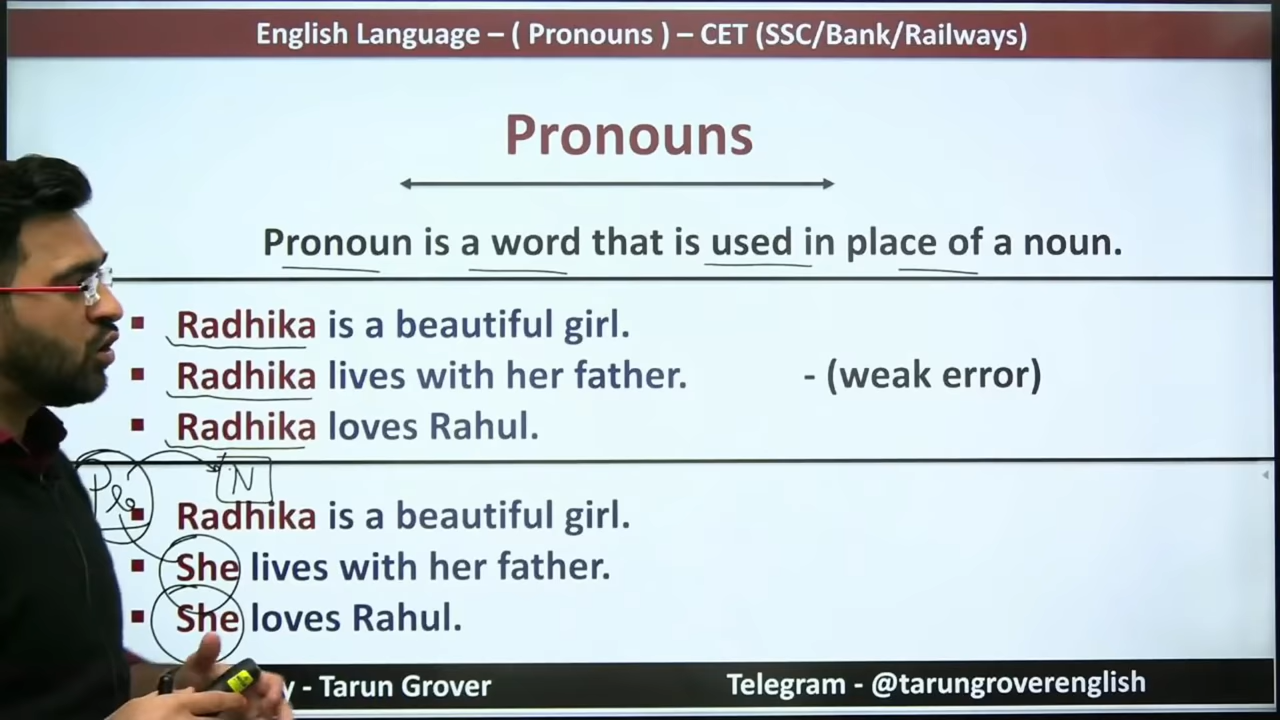 English Language – ( Pronouns ) – CET (SSC/Bank/Railways)
Pronouns
Pronoun is a word that is used in place of a noun.
▪ Radhika is a beautiful girl.
▪ Radhika lives with her father. - (weak error)
▪ Radhika loves Rahul.
N
▪ Radhika is a beautiful girl.
▪ She lives with her father.
▪ She loves Rahul.
y - Tarun Grover
Telegram - @tarungroverenglish